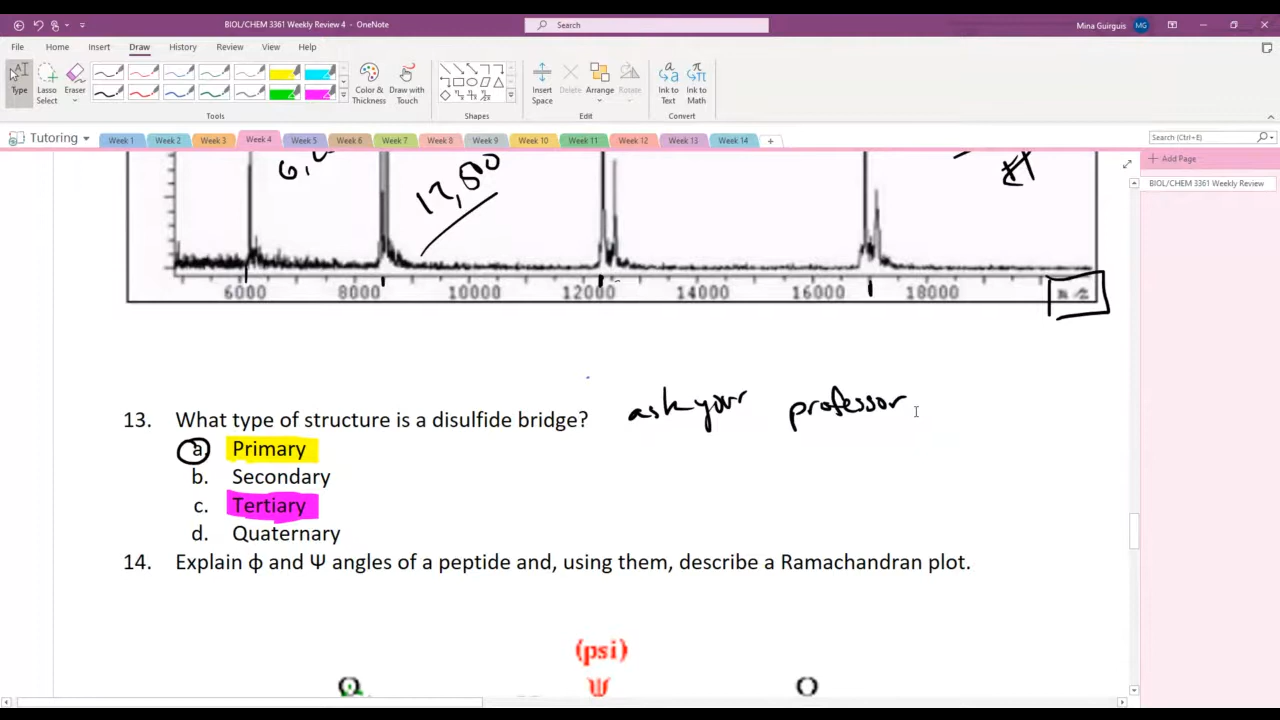 BIOL/CHEM 3361 Weekly Review 4 - OneNote
Search
Mina Guirguis MG
File Home Insert Draw History Review View Help
Type
Lasso Select
Eraser
Color & Thickness
Draw with Touch
Insert Space
Delete
Arrange
Rotate
Ink to Text
Ink to Math
Tools
Shapes
Edit
Convert
Tutoring
Week 1 Week 2 Week 3 Week 4 Week 5 Week 6 Week 7 Week 8 Week 9 Week 10 Week 11 Week 12 Week 13 Week 14
Search (Ctrl+E)
Add Page
BIOL/CHEM 3361 Weekly Review
6000 8000 10000 12000 14000 16000 18000
13. What type of structure is a disulfide bridge? ask your professor
a. Primary
b. Secondary
c. Tertiary
d. Quaternary
14. Explain ϕ and Ψ angles of a peptide and, using them, describe a Ramachandran plot.
(psi)
Ψ
O O